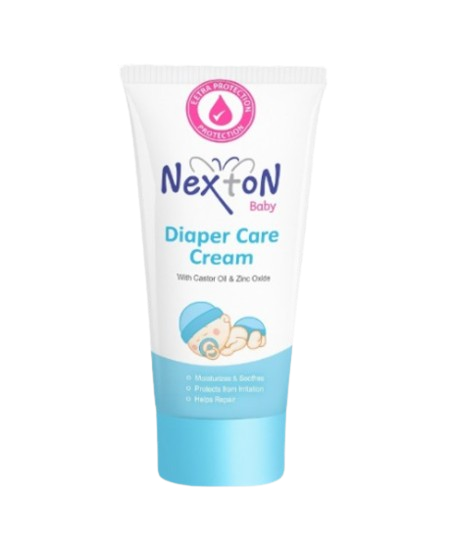 EXTRA PROTECTION
PROTECTION
NextoN
Baby
Diaper Care
Cream
With Castor Oil & Zinc Oxide
Moisturizes & Soothes
Protects from Irritation
Helps Repair